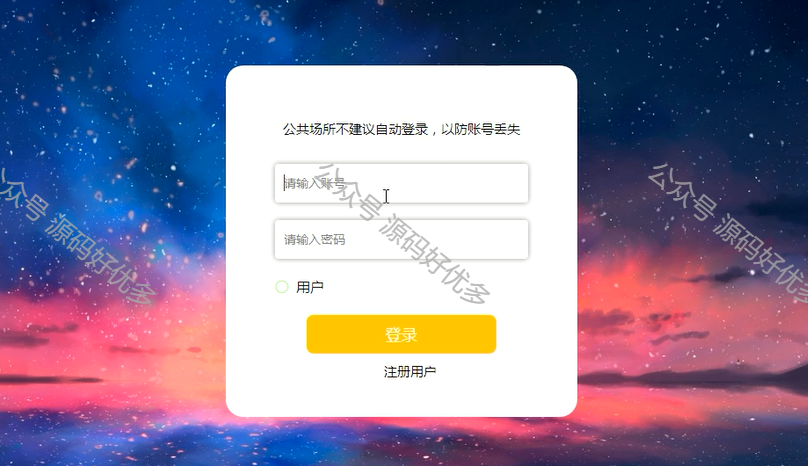 公共场所不建议自动登录，以防账号丢失
请输入账号
请输入密码
用户
登录
注册用户
公众号 源码好优多
公众号 源码好优多
公众号 源码好优多